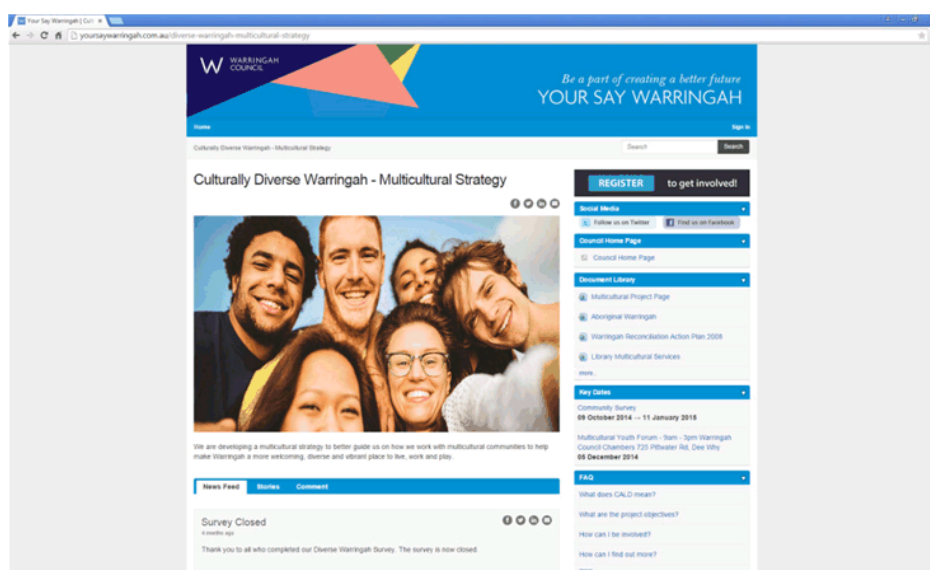 Your Say Warringah | Cult
yoursaywarringah.com.au/diverse-warringah-multicultural-strategy
W WARRINGAH
COUNCIL
Be a part of creating a better future
YOUR SAY WARRINGAH
Home
Sign In
Culturally Diverse Warringah - Multicultural Strategy
Search
Search
Culturally Diverse Warringah - Multicultural Strategy
We are developing a multicultural strategy to better guide us on how we work with multicultural communities to help
make Warringah a more welcoming, diverse and vibrant place to live, work and play.
News Feed Stories Comment
Survey Closed
4 months ago
Thank you to all who completed our Diverse Warringah Survey. The survey is now closed.
REGISTER to get involved!
Social Media
Follow us on Twitter
Find us on Facebook
Council Home Page
Council Home Page
Document Library
Multicultural Project Page
Aboriginal Warringah
Warringah Reconciliation Action Plan 2008
Library Multicultural Services
more..
Key Dates
Community Survey
09 October 2014 → 11 January 2015
Multicultural Youth Forum - 9am - 3pm Warringah
Council Chambers 725 Pittwater Rd, Dee Why
05 December 2014
FAQ
What does CALD mean?
What are the project objectives?
How can I be involved?
How can I find out more?